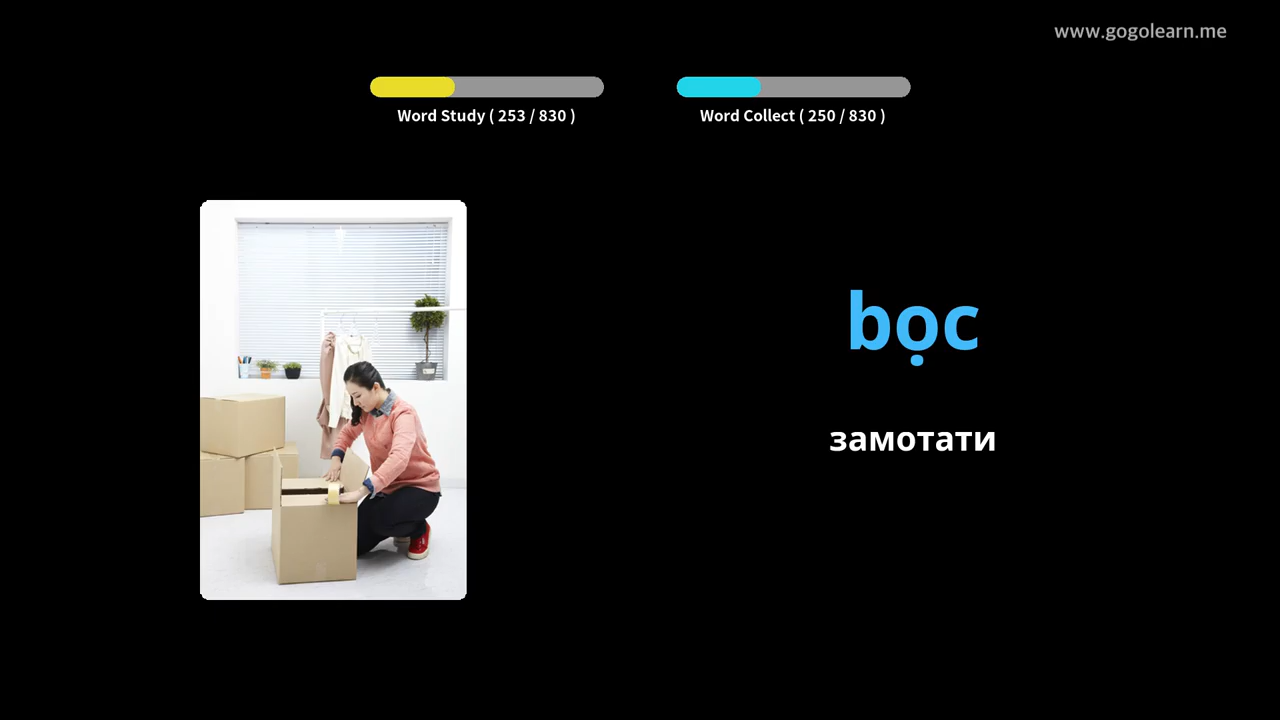 www.gogolearn.me
Word Study ( 253 / 830 )
Word Collect ( 250 / 830 )
bọc
замотати